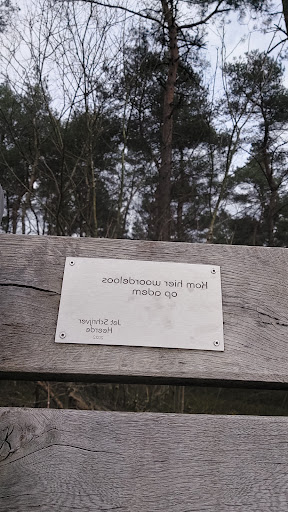 Kom hier woordeloos
op adem
Jet Schrijver
Heerde